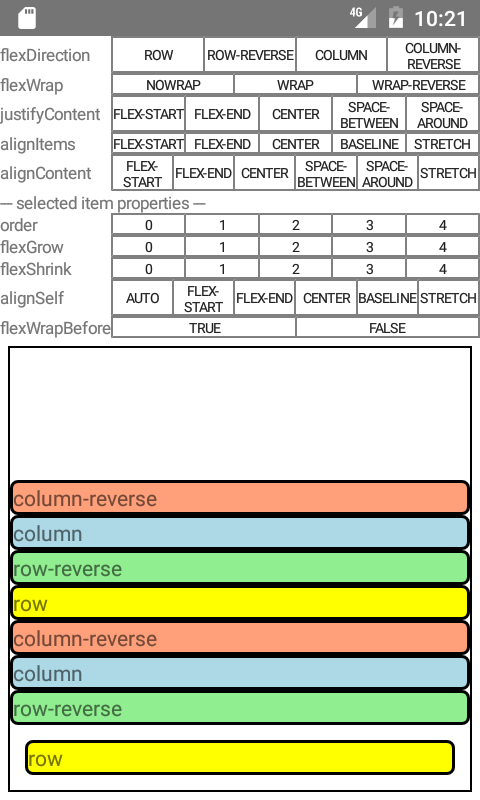 4G 10:21
flexDirection ROW ROW-REVERSE COLUMN COLUMN-REVERSE
flexWrap NOWRAP WRAP WRAP-REVERSE
justifyContent FLEX-START FLEX-END CENTER SPACE-BETWEEN SPACE-AROUND
alignItems FLEX-START FLEX-END CENTER BASELINE STRETCH
alignContent FLEX-START FLEX-END CENTER SPACE-BETWEEN SPACE-AROUND STRETCH
— selected item properties —
order 0 1 2 3 4
flexGrow 0 1 2 3 4
flexShrink 0 1 2 3 4
alignSelf AUTO FLEX-START FLEX-END CENTER BASELINE STRETCH
flexWrapBefore TRUE FALSE
column-reverse
column
row-reverse
row
column-reverse
column
row-reverse
row